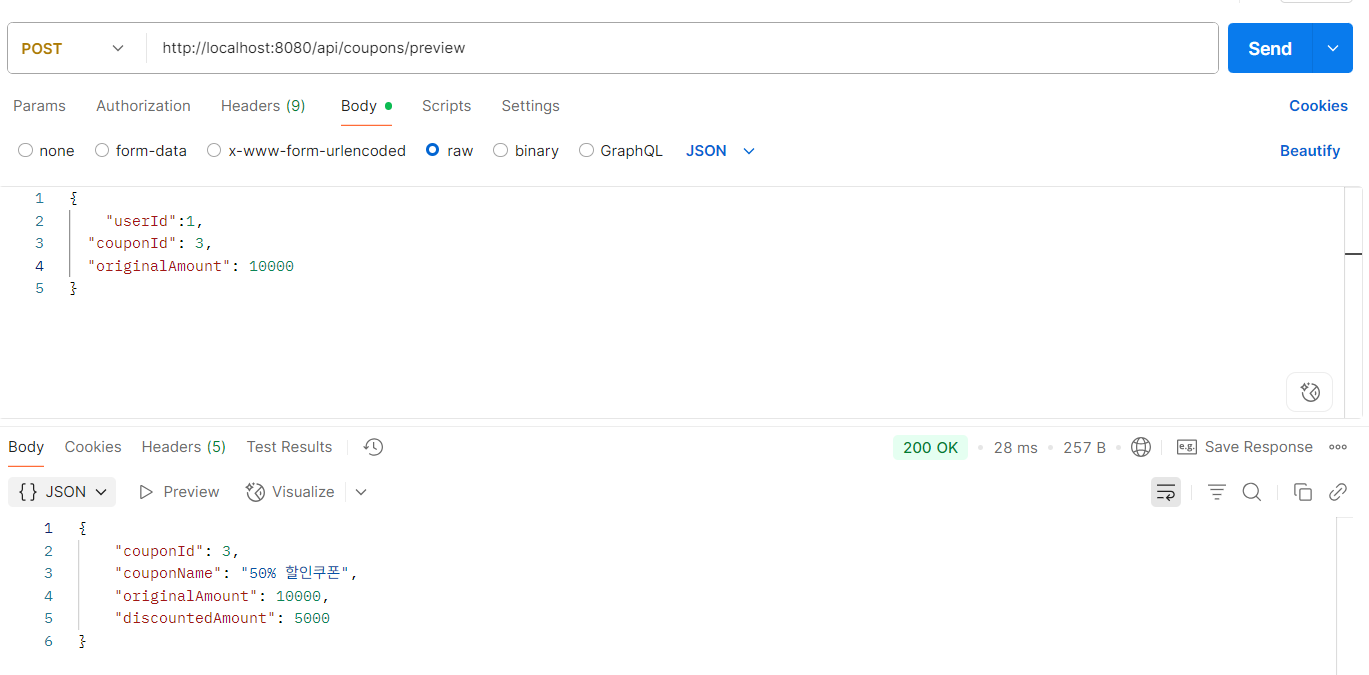 POST http://localhost:8080/api/coupons/preview Send
Params Authorization Headers (9) Body Scripts Settings Cookies
none form-data x-www-form-urlencoded raw binary GraphQL JSON Beautify
1 {
2 "userId":1,
3 "couponId": 3,
4 "originalAmount": 10000
5 }
Body Cookies Headers (5) Test Results 200 OK 28 ms 257 B e.g. Save Response
{} JSON Preview Visualize
1 {
2 "couponId": 3,
3 "couponName": "50% 할인쿠폰",
4 "originalAmount": 10000,
5 "discountedAmount": 5000
6 }